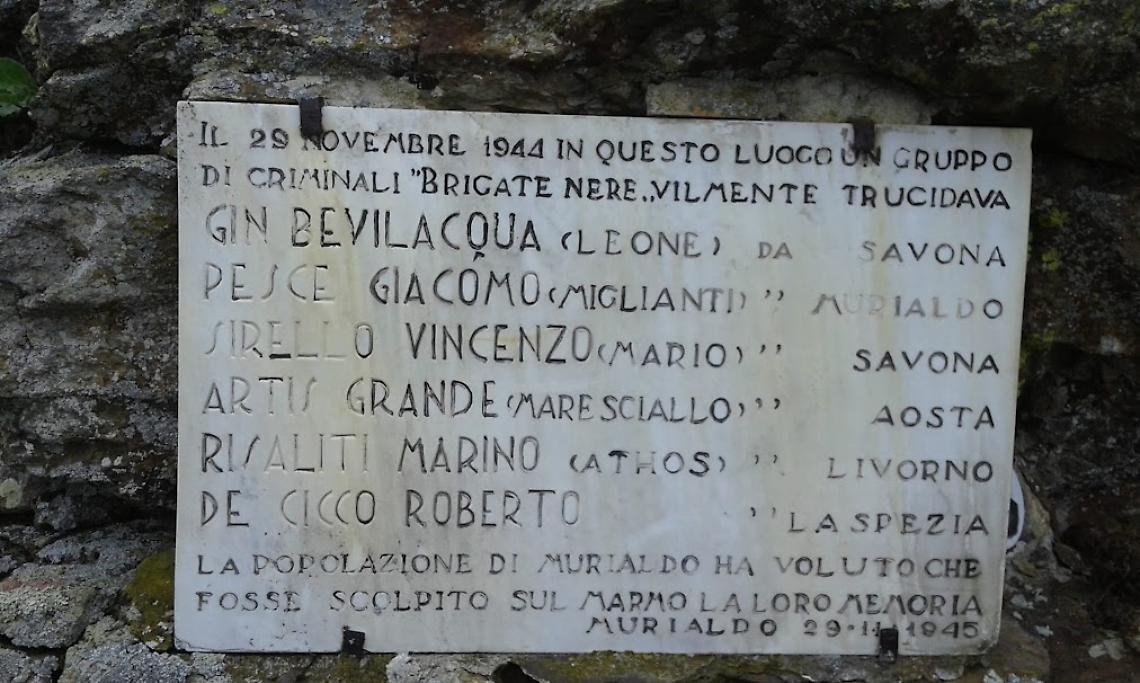 IL 29 NOVEMBRE 1944 IN QUESTO LUOGO UN GRUPPO
DI CRIMINALI "BRIGATE NERE„ VILMENTE TRUCIDAVA
GIN BEVILACQUA (LEONE) DA SAVONA
PESCE GIACOMO (MIGLIANTI) " MURIALDO
SIRELLO VINCENZO (MARIO) " SAVONA
ARTIS GRANDE (MARESCIALLO) " AOSTA
RISALITI MARINO (ATHOS) " LIVORNO
DE CICCO ROBERTO " LA SPEZIA
LA POPOLAZIONE DI MURIALDO HA VOLUTO CHE
FOSSE SCOLPITO SUL MARMO LA LORO MEMORIA
MURIALDO 29·11·1945